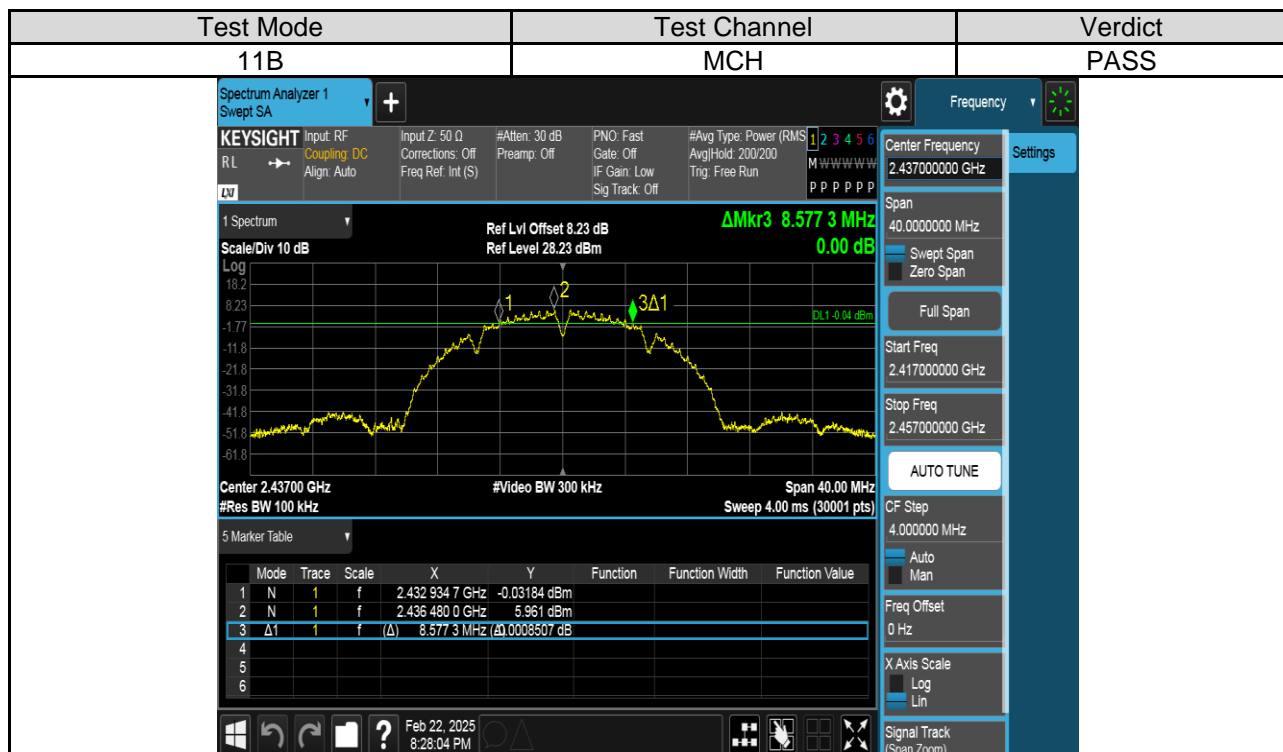 Test Mode Test Channel Verdict
11B MCH PASS
Spectrum Analyzer 1
Swept SA
Frequency
KEYSIGHT Input: RF Input Z: 50 Ω #Atten: 30 dB PNO: Fast #Avg Type: Power (RMS 1 2 3 4 5 6
RL Coupling: DC Corrections: Off Preamp: Off Gate: Off Avg|Hold: 200/200 M W W W W W
Align: Auto Freq Ref: Int (S) IF Gain: Low Trig: Free Run
LXI Sig Track: Off P P P P P P
1 Spectrum
Ref Lvl Offset 8.23 dB ΔMkr3 8.577 3 MHz
Scale/Div 10 dB Ref Level 28.23 dBm 0.00 dB
Log
18.2
8.23
-1.77
-11.8
-21.8
-31.8
-41.8
-51.8
-61.8
1
2
3Δ1
DL1 -0.04 dBm
Center 2.43700 GHz #Video BW 300 kHz Span 40.00 MHz
#Res BW 100 kHz Sweep 4.00 ms (30001 pts)
5 Marker Table
Mode Trace Scale X Y Function Function Width Function Value
1 N 1 f 2.432 934 7 GHz -0.03184 dBm
2 N 1 f 2.436 480 0 GHz 5.961 dBm
3 Δ1 1 f (Δ) 8.577 3 MHz (Δ) 0.0008507 dB
4
5
6
?
Feb 22, 2025
8:28:04 PM
Center Frequency
2.437000000 GHz
Settings
Span
40.0000000 MHz
Swept Span
Zero Span
Full Span
Start Freq
2.417000000 GHz
Stop Freq
2.457000000 GHz
AUTO TUNE
CF Step
4.000000 MHz
Auto
Man
Freq Offset
0 Hz
X Axis Scale
Log
Lin
Signal Track
(Span Zoom)